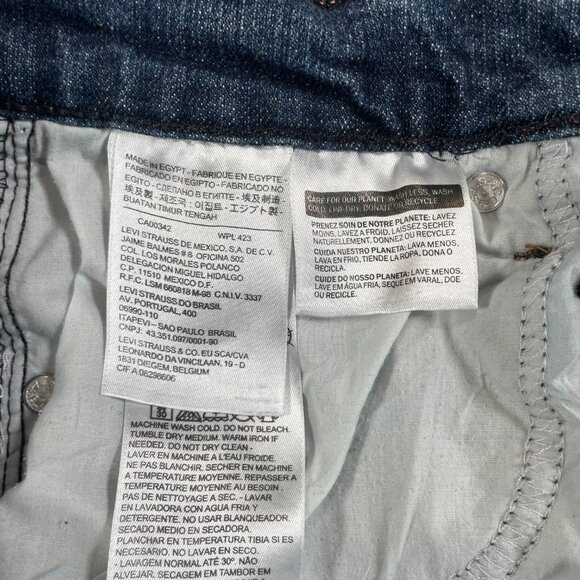 MADE IN EGYPT - FABRIQUE EN EGYPTE
FABRICADO EN EGIPTO - FABRICADO NO
EGITO - СДЕЛАНО В ЕГИПТЕ - 埃及製造
埃及製 - 제조국: 이집트 - エジプト製
BUATAN TIMUR TENGAH
CA00342 WPL 423
LEVI STRAUSS DE MEXICO, S.A. DE C.V.
JAIME BALMES # 8 OFICINA 502
COL. LOS MORALES POLANCO
DELEGACION MIGUEL HIDALGO
C.P. 11510 MEXICO D.F.
R.F.C. LSM 660818 M-98 C.N.I.V. 3337
LEVI STRAUSS DO BRASIL
AV. PORTUGAL, 400
06990-110
ITAPEVI – SAO PAULO BRASIL
CNPJ: 43.351.097/0001-90
LEVI STRAUSS & CO. EU SCA/CVA
LEONARDO DA VINCILAAN, 19 - D
1831 DIEGEM, BELGIUM
CIF A 08298606
CARE FOR OUR PLANET: WASH LESS, WASH
COLD, LINE DRY, DONATE OR RECYCLE
PRENEZ SOIN DE NOTRE PLANETE: LAVEZ
MOINS, LAVEZ A FROID, LAISSEZ SECHER
SUR UN FIL, DONNEZ OU RECYCLEZ
CUIDA NUESTRO PLANETA: LAVA MENOS,
LAVA EN FRIO, TIENDE LA ROPA, DONA O
RECICLA.
CUIDE DO NOSSO PLANETA: LAVE MENOS,
LAVE EM ÁGUA FRIA, SEQUE EM VARAL, DOE
OU RECICLE.
30
MACHINE WASH COLD. DO NOT BLEACH.
TUMBLE DRY MEDIUM. WARM IRON IF
NEEDED. DO NOT DRY CLEAN -
LAVER EN MACHINE A L'EAU FROIDE.
NE PAS BLANCHIR. SECHER EN MACHINE
A TEMPERATURE MOYENNE. REPASSER A
TEMPERATURE MOYENNE AU BESOIN.
PAS DE NETTOYAGE A SEC. - LAVAR
EN LAVADORA CON AGUA FRIA Y
DETERGENTE. NO USAR BLANQUEADOR.
SECADO MEDIO EN SECADORA.
PLANCHAR EN TEMPERATURA TIBIA SI ES
NECESARIO. NO LAVAR EN SECO.
- LAVAGEM NORMAL ATÉ 30º. NÃO
ALVEJAR. SECAGEM EM TAMBOR EM